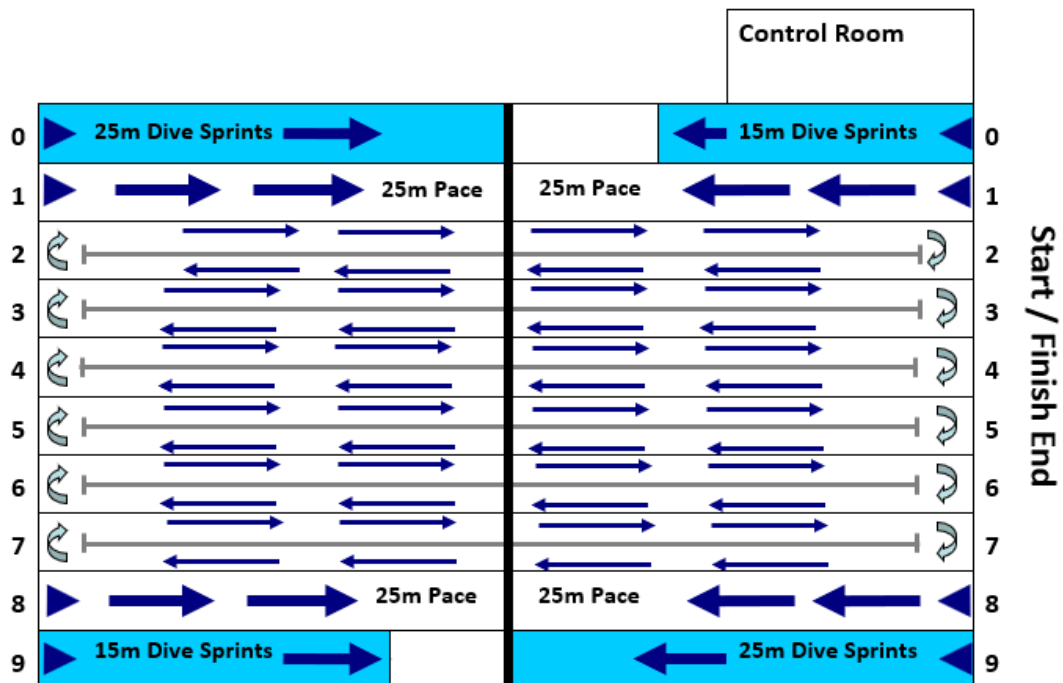 Control Room
0 25m Dive Sprints 15m Dive Sprints 0
1 25m Pace 25m Pace 1
2 2
3 3
4 4
5 5
6 6
7 7
8 25m Pace 25m Pace 8
9 15m Dive Sprints 25m Dive Sprints 9
Start / Finish End